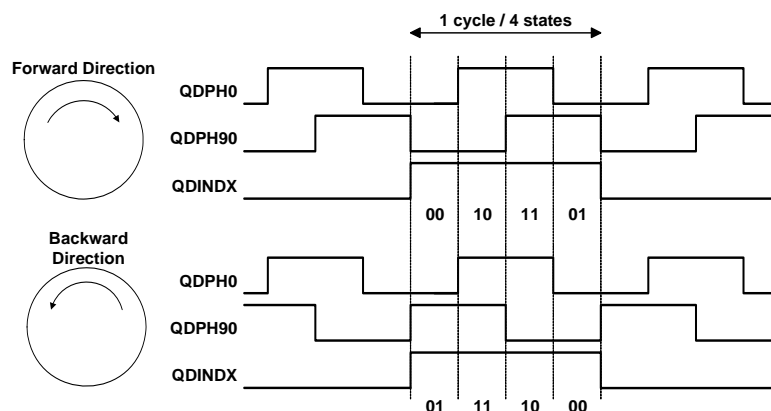 1 cycle / 4 states
Forward Direction
QDPH0
QDPH90
QDINDX
00 10 11 01
Backward
Direction
QDPH0
QDPH90
QDINDX
01 11 10 00